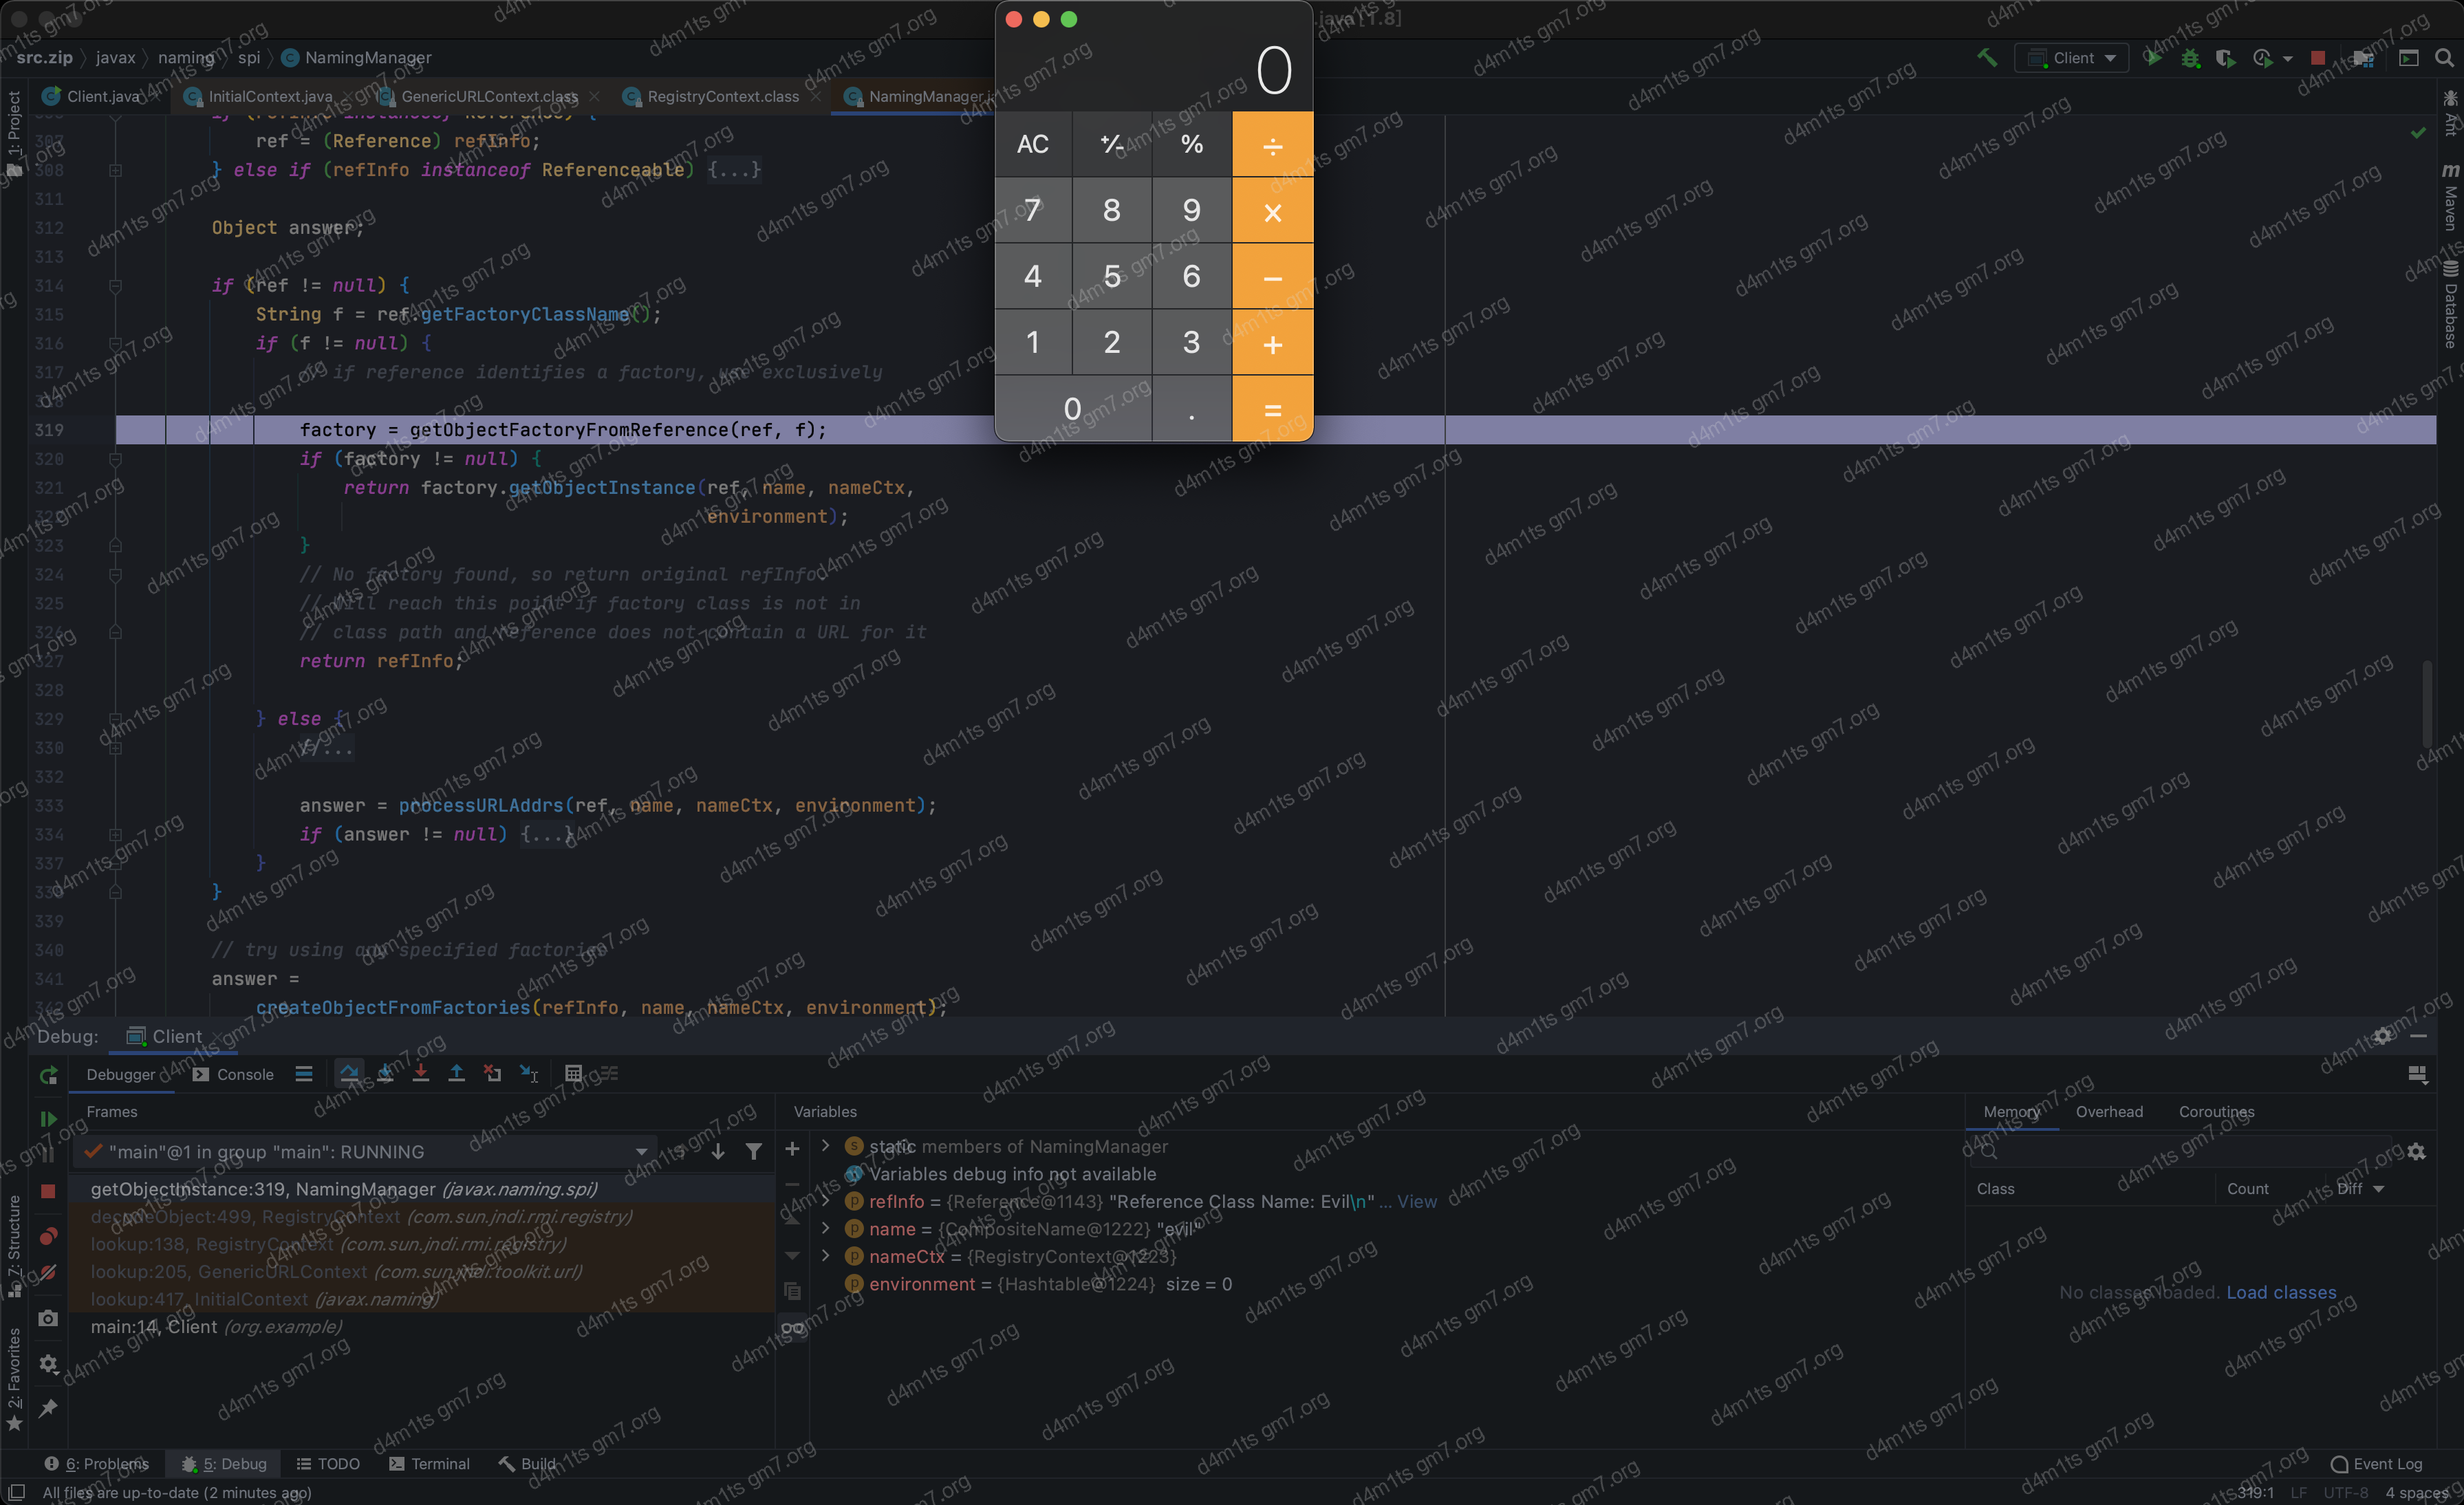 .java [1.8]
src.zip 〉 javax 〉 naming 〉 spi 〉 NamingManager
Client
Client.java InitialContext.java GenericURLContext.class RegistryContext.class NamingManager.j
307 ref = (Reference) refInfo;
308 } else if (refInfo instanceof Referenceable) {...}
311
312 Object answer;
313
314 if (ref != null) {
315 String f = ref.getFactoryClassName();
316 if (f != null) {
317 // if reference identifies a factory, use exclusively
318
319 factory = getObjectFactoryFromReference(ref, f);
320 if (factory != null) {
321 return factory.getObjectInstance(ref, name, nameCtx,
322 environment);
323 }
324 // No factory found, so return original refInfo.
325 // Will reach this point if factory class is not in
326 // class path and reference does not contain a URL for it
327 return refInfo;
328
329 } else {
330 //...
332
333 answer = processURLAddrs(ref, name, nameCtx, environment);
334 if (answer != null) {...}
337 }
338 }
339
340 // try using any specified factories
341 answer =
342 createObjectFromFactories(refInfo, name, nameCtx, environment);
0
AC +/- % ÷
7 8 9 ×
4 5 6 −
1 2 3 +
0 . =
1: Project
7: Structure
2: Favorites
Ant
Maven
Database
Debug: Client
Debugger Console
Frames
"main"@1 in group "main": RUNNING
getObjectInstance:319, NamingManager (javax.naming.spi)
decodeObject:499, RegistryContext (com.sun.jndi.rmi.registry)
lookup:138, RegistryContext (com.sun.jndi.rmi.registry)
lookup:205, GenericURLContext (com.sun.jndi.toolkit.url)
lookup:417, InitialContext (javax.naming)
main:14, Client (org.example)
Variables
static members of NamingManager
Variables debug info not available
refInfo = {Reference@1143} "Reference Class Name: Evil\n" ... View
name = {CompositeName@1222} "evil"
nameCtx = {RegistryContext@1223}
environment = {Hashtable@1224} size = 0
Memory Overhead Coroutines
Class Count Diff
No classes loaded. Load classes
6: Problems 5: Debug TODO Terminal Build Event Log
All files are up-to-date (2 minutes ago) 319:1 LF UTF-8 4 spaces
d4m1ts gm7.org